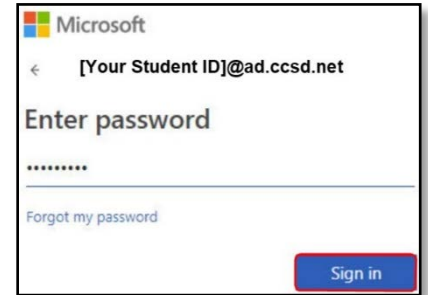 Microsoft
[Your Student ID]@ad.ccsd.net
Enter password
•••••••••
Forgot my password
Sign in